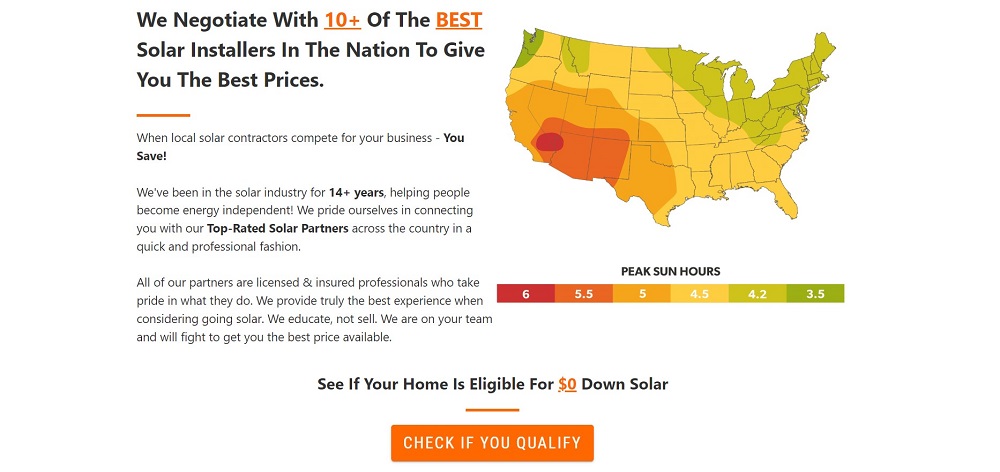 We Negotiate With 10+ Of The BEST
Solar Installers In The Nation To Give
You The Best Prices.
When local solar contractors compete for your business - You
Save!
We've been in the solar industry for 14+ years, helping people
become energy independent! We pride ourselves in connecting
you with our Top-Rated Solar Partners across the country in a
quick and professional fashion.
All of our partners are licensed & insured professionals who take
pride in what they do. We provide truly the best experience when
considering going solar. We educate, not sell. We are on your team
and will fight to get you the best price available.
PEAK SUN HOURS
6 5.5 5 4.5 4.2 3.5
See If Your Home Is Eligible For $0 Down Solar
CHECK IF YOU QUALIFY